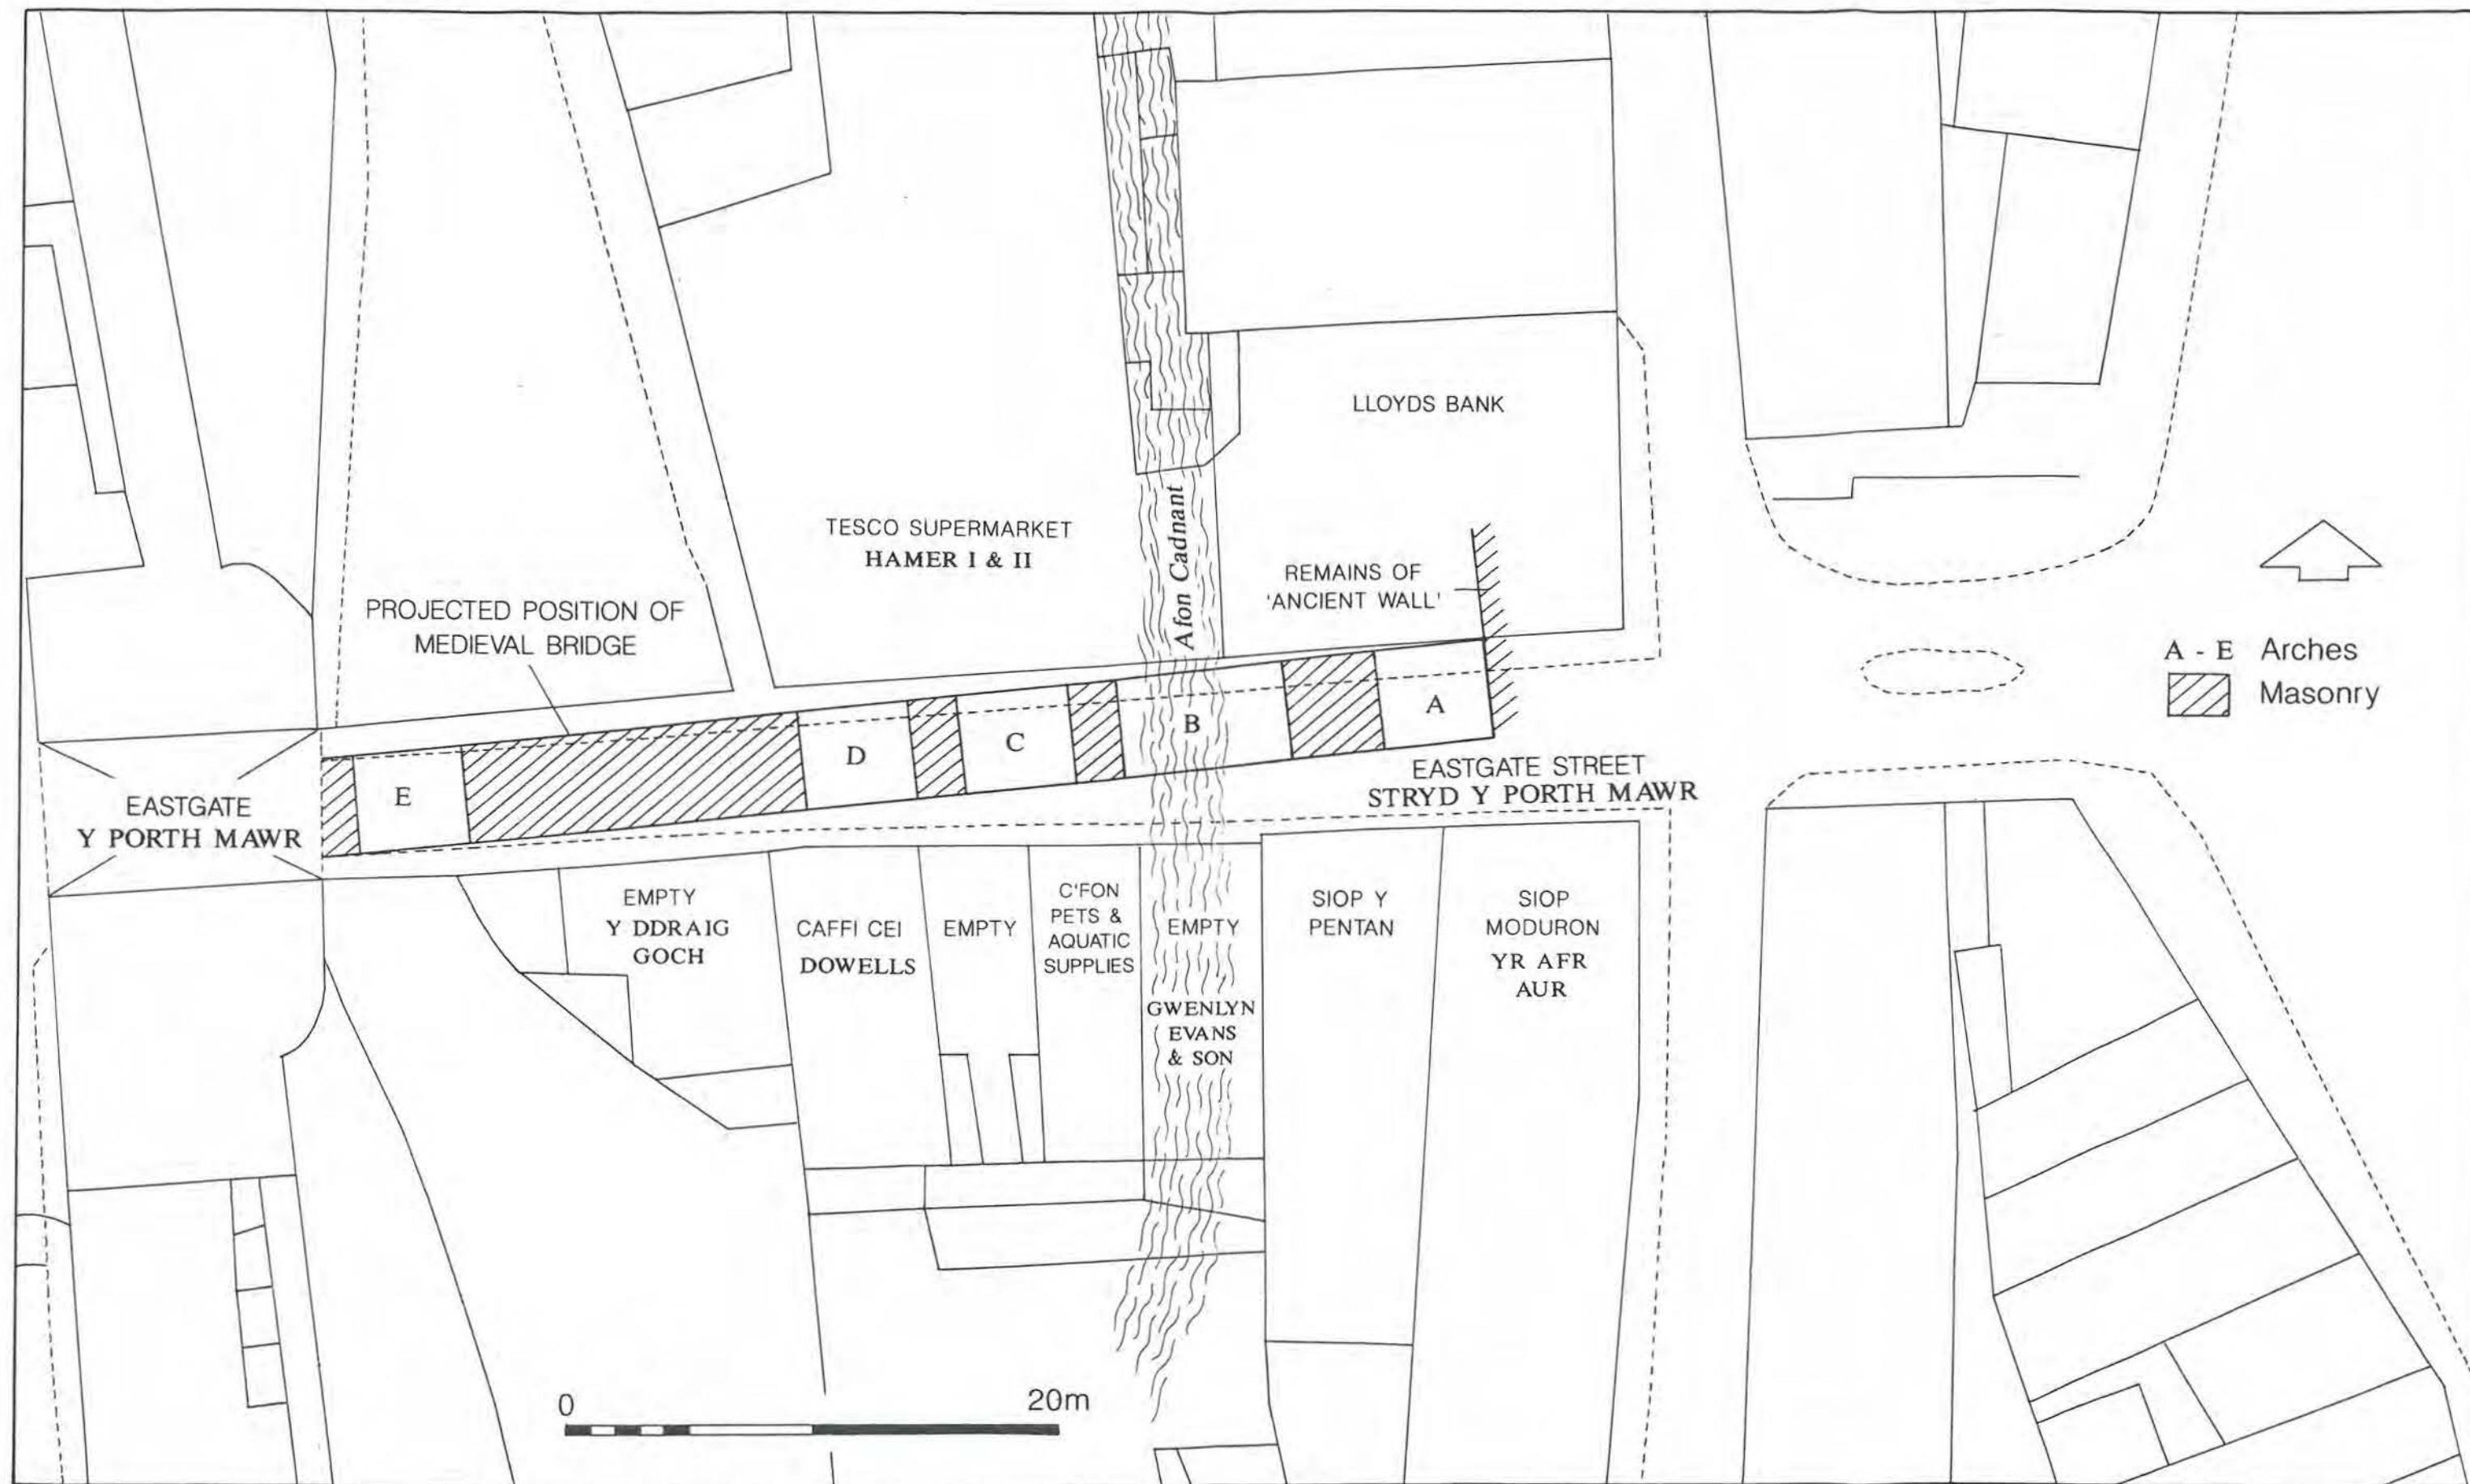 LLOYDS BANK
TESCO SUPERMARKET
HAMER I & II
Afon Cadnant
REMAINS OF
'ANCIENT WALL'
PROJECTED POSITION OF
MEDIEVAL BRIDGE
A - E Arches
Masonry
A
B
C
D
E
EASTGATE
Y PORTH MAWR
EASTGATE STREET
STRYD Y PORTH MAWR
EMPTY
Y DDRAIG
GOCH
CAFFI CEI
DOWELLS
EMPTY
C'FON
PETS &
AQUATIC
SUPPLIES
EMPTY
GWENLYN
EVANS
& SON
SIOP Y
PENTAN
SIOP
MODURON
YR AFR
AUR
0 20m